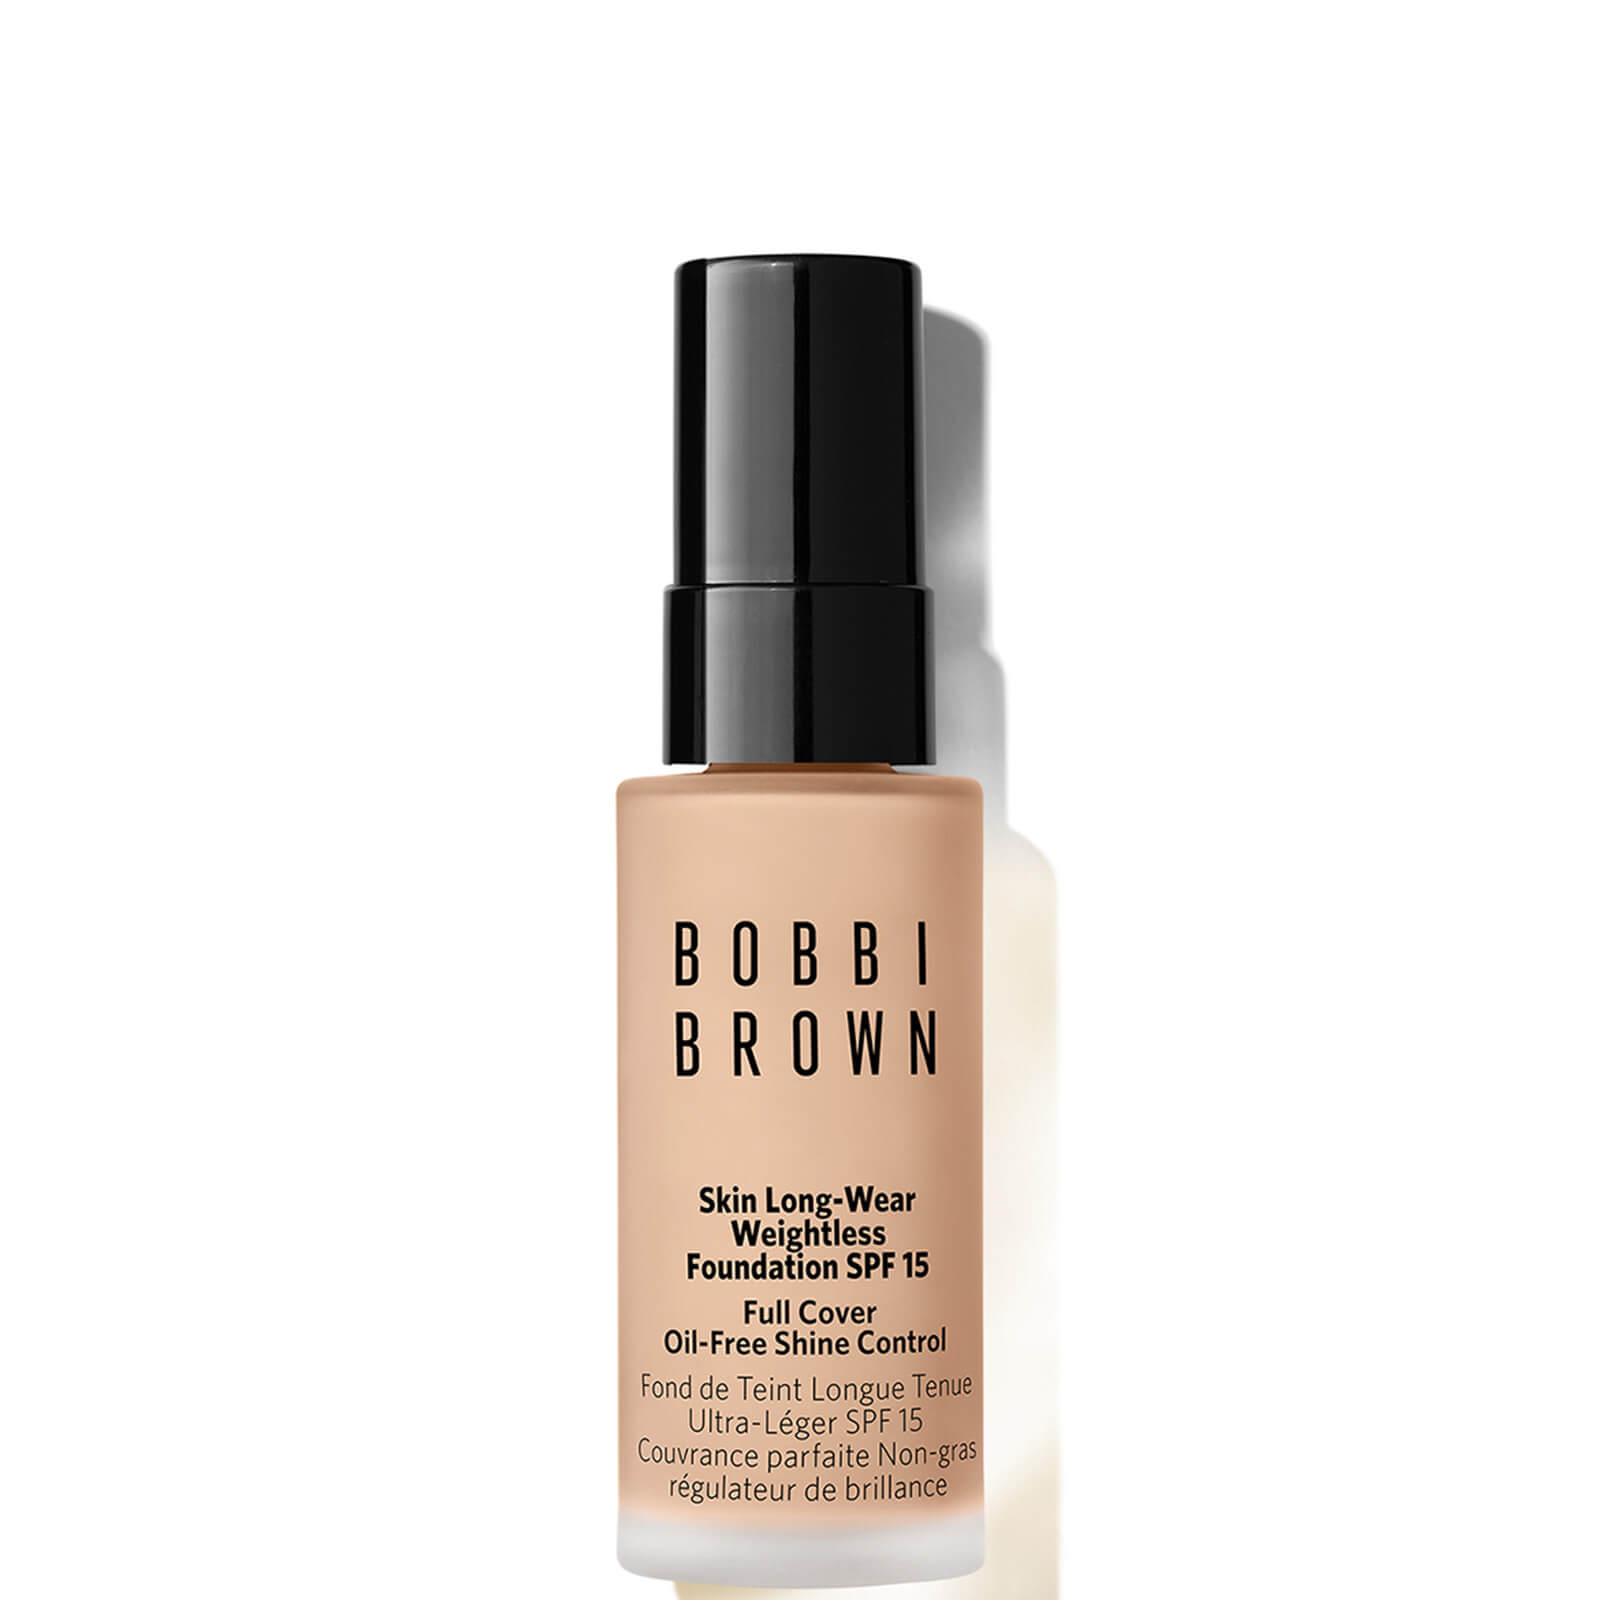 BOBBI
BROWN
Skin Long-Wear
Weightless
Foundation SPF 15
Full Cover
Oil-Free Shine Control
Fond de Teint Longue Tenue
Ultra-Léger SPF 15
Couvrance parfaite Non-gras
régulateur de brillance